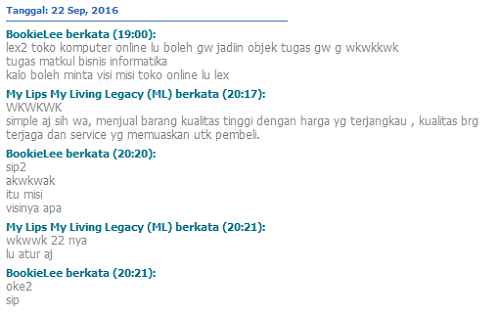 Tanggal: 22 Sep, 2016
BookieLee berkata (19:00):
lex2 toko komputer online lu boleh gw jadiin objek tugas gw g wkwkkwk
tugas matkul bisnis informatika
kalo boleh minta visi misi toko online lu lex
My Lips My Living Legacy (ML) berkata (20:17):
WKWKWK
simple aj sih wa, menjual barang kualitas tinggi dengan harga yg terjangkau , kualitas brg
terjaga dan service yg memuaskan utk pembeli.
BookieLee berkata (20:20):
sip2
akwkwak
itu misi
visinya apa
My Lips My Living Legacy (ML) berkata (20:21):
wkwwk 22 nya
lu atur aj
BookieLee berkata (20:21):
oke2
sip